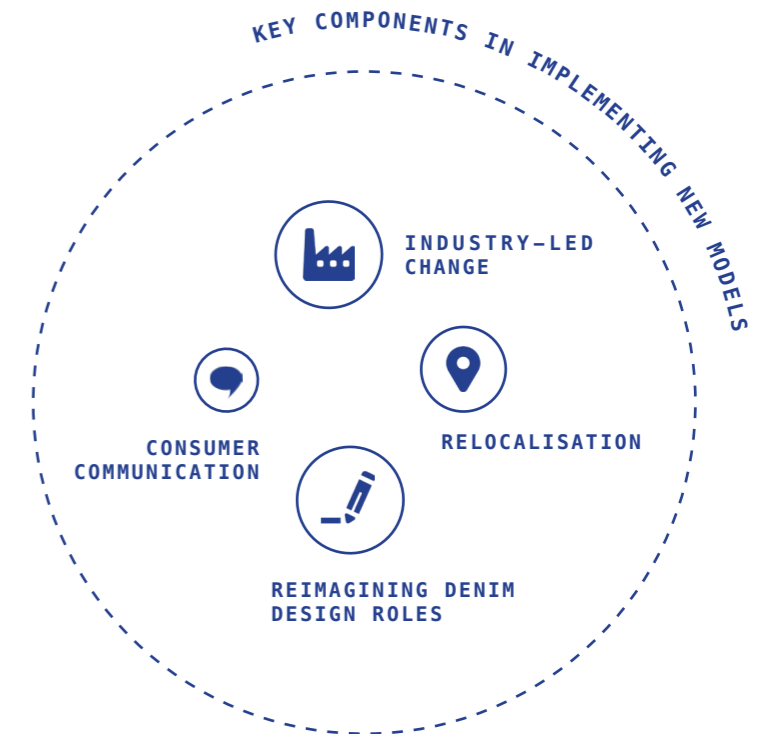 KEY COMPONENTS IN IMPLEMENTING NEW MODELS
INDUSTRY–LED
CHANGE
CONSUMER
COMMUNICATION
RELOCALISATION
REIMAGINING DENIM
DESIGN ROLES